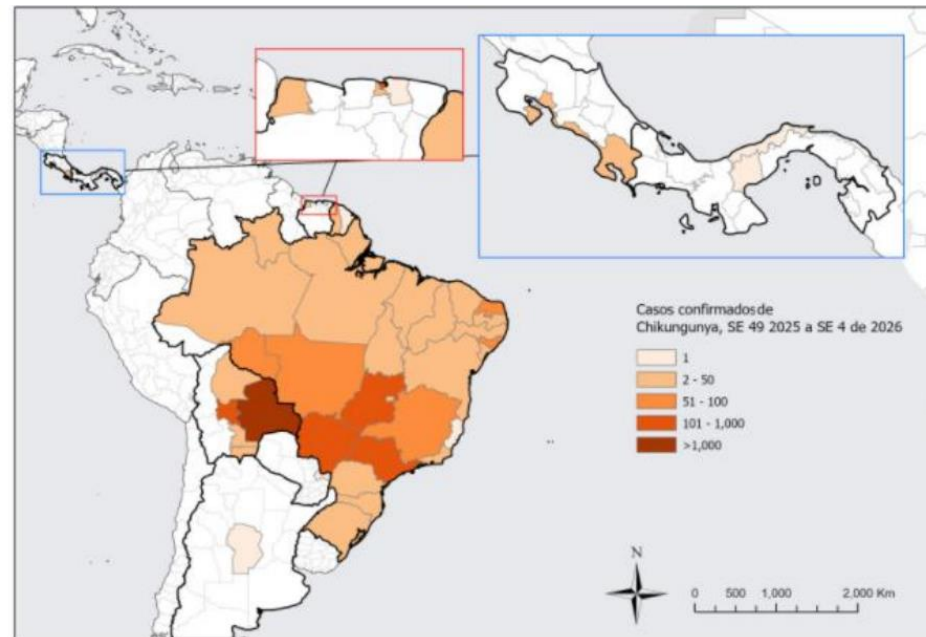 Casos confirmados de
Chikungunya, SE 49 2025 a SE 4 de 2026
1
2 - 50
51 - 100
101 - 1,000
>1,000
N
0 500 1,000 2,000 Km